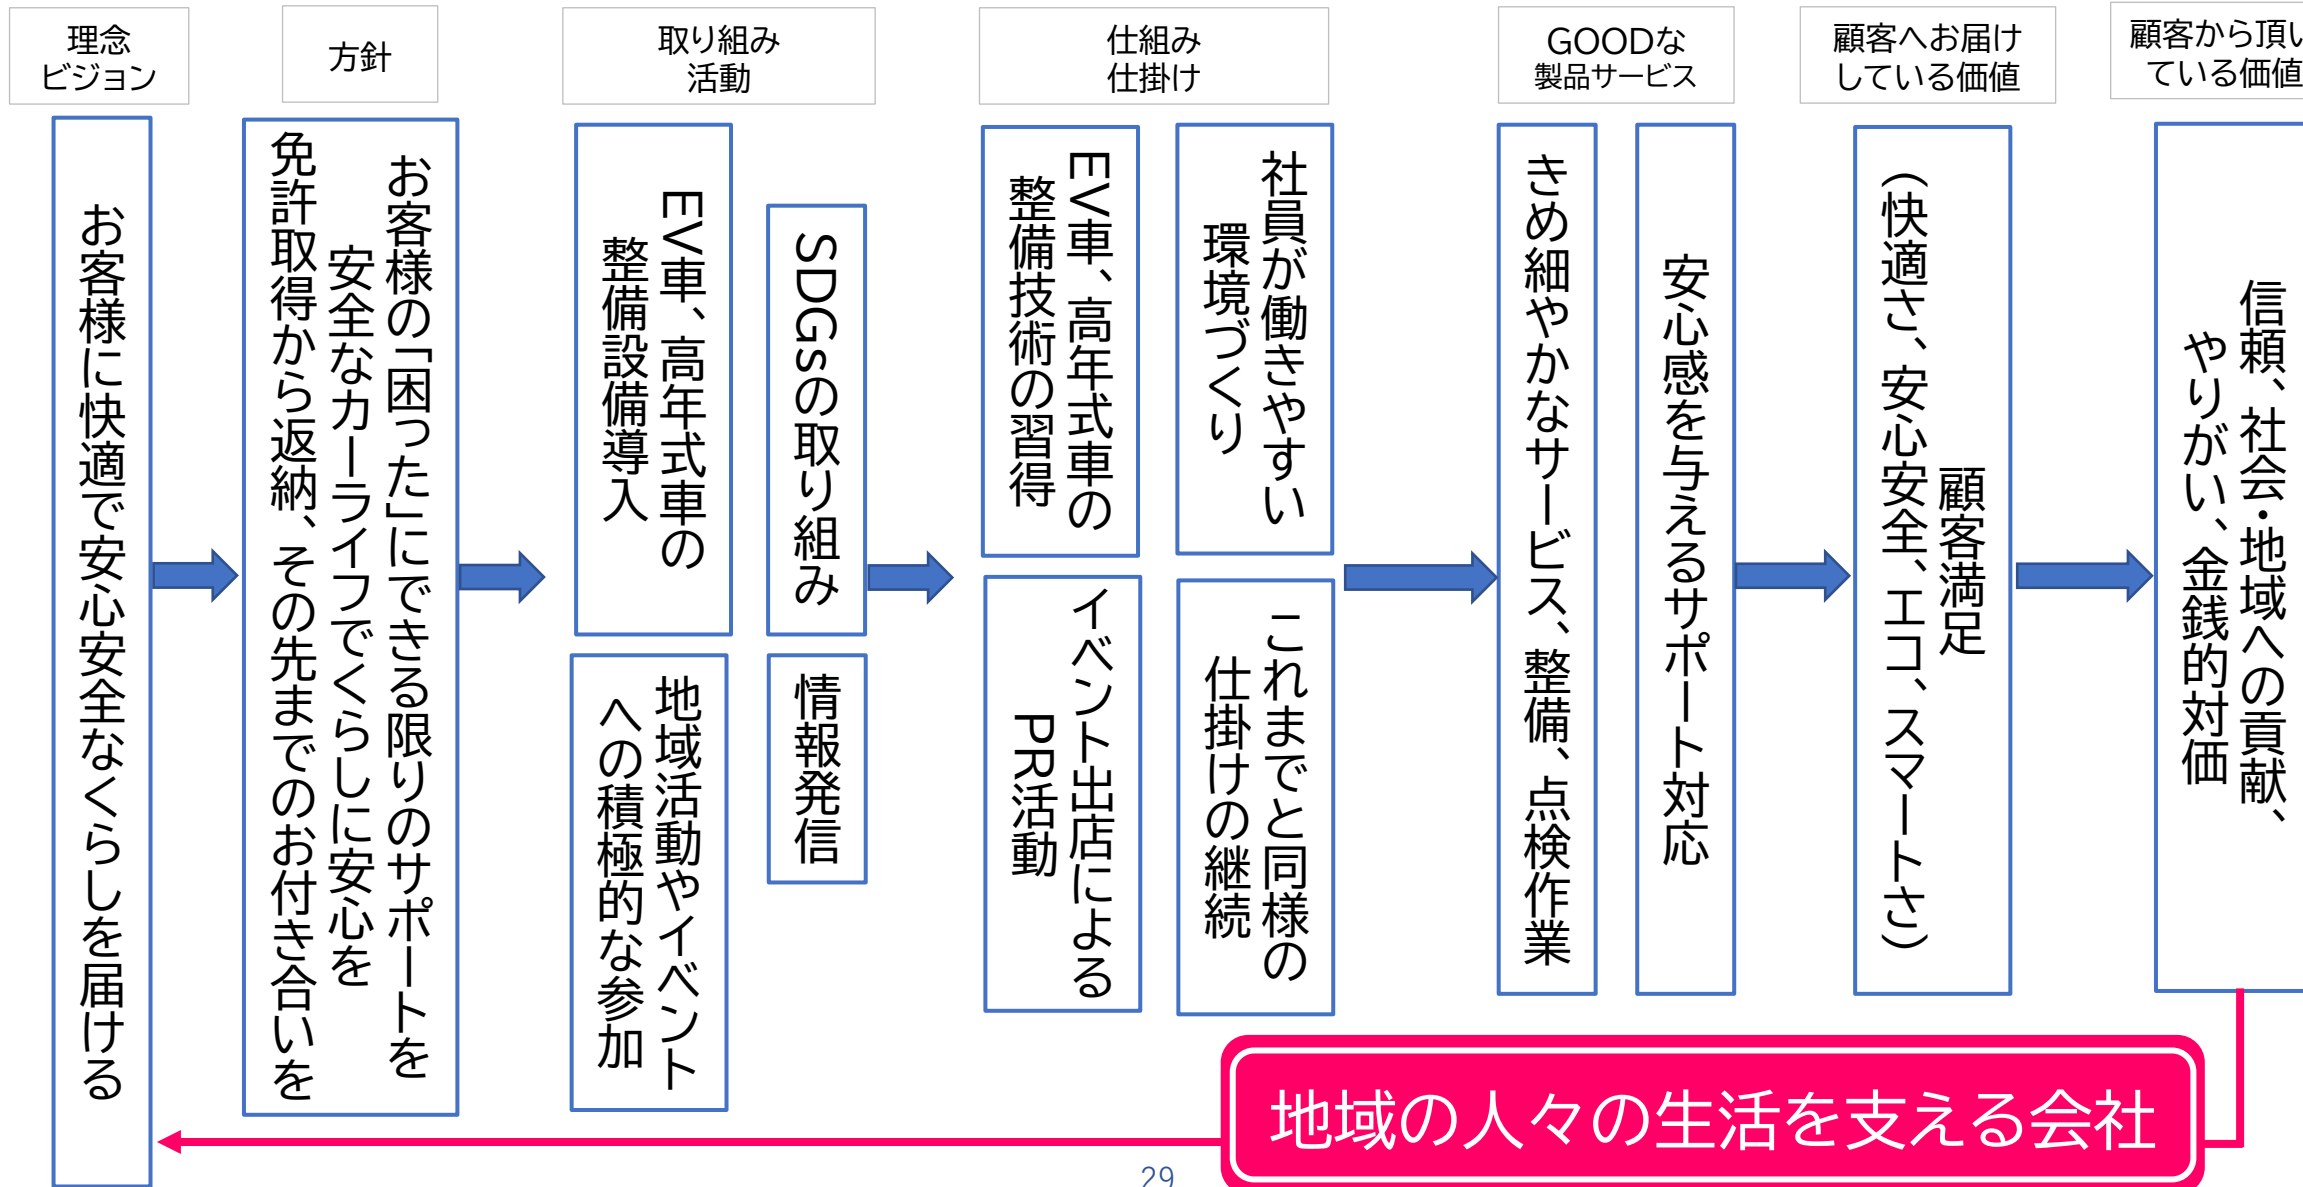 理念
ビジョン
方針
取り組み
活動
仕組み
仕掛け
GOODな
製品サービス
顧客へお届け
している価値
顧客から頂い
ている価値
お客様に快適で安心安全なくらしを届ける
お客様の「困った」にできる限りのサポートを
安全なカーライフでくらしに安心を
免許取得から返納、その先までのお付き合いを
EV車、高年式車の
整備設備導入
SDGsの取り組み
地域活動やイベント
への積極的な参加
情報発信
EV車、高年式車の
整備技術の習得
社員が働きやすい
環境づくり
イベント出店による
PR活動
これまでと同様の
仕掛けの継続
きめ細やかなサービス、整備、点検作業
安心感を与えるサポート対応
顧客満足
（快適さ、安心安全、エコ、スマートさ）
信頼、社会・地域への貢献、
やりがい、金銭的対価
地域の人々の生活を支える会社
29